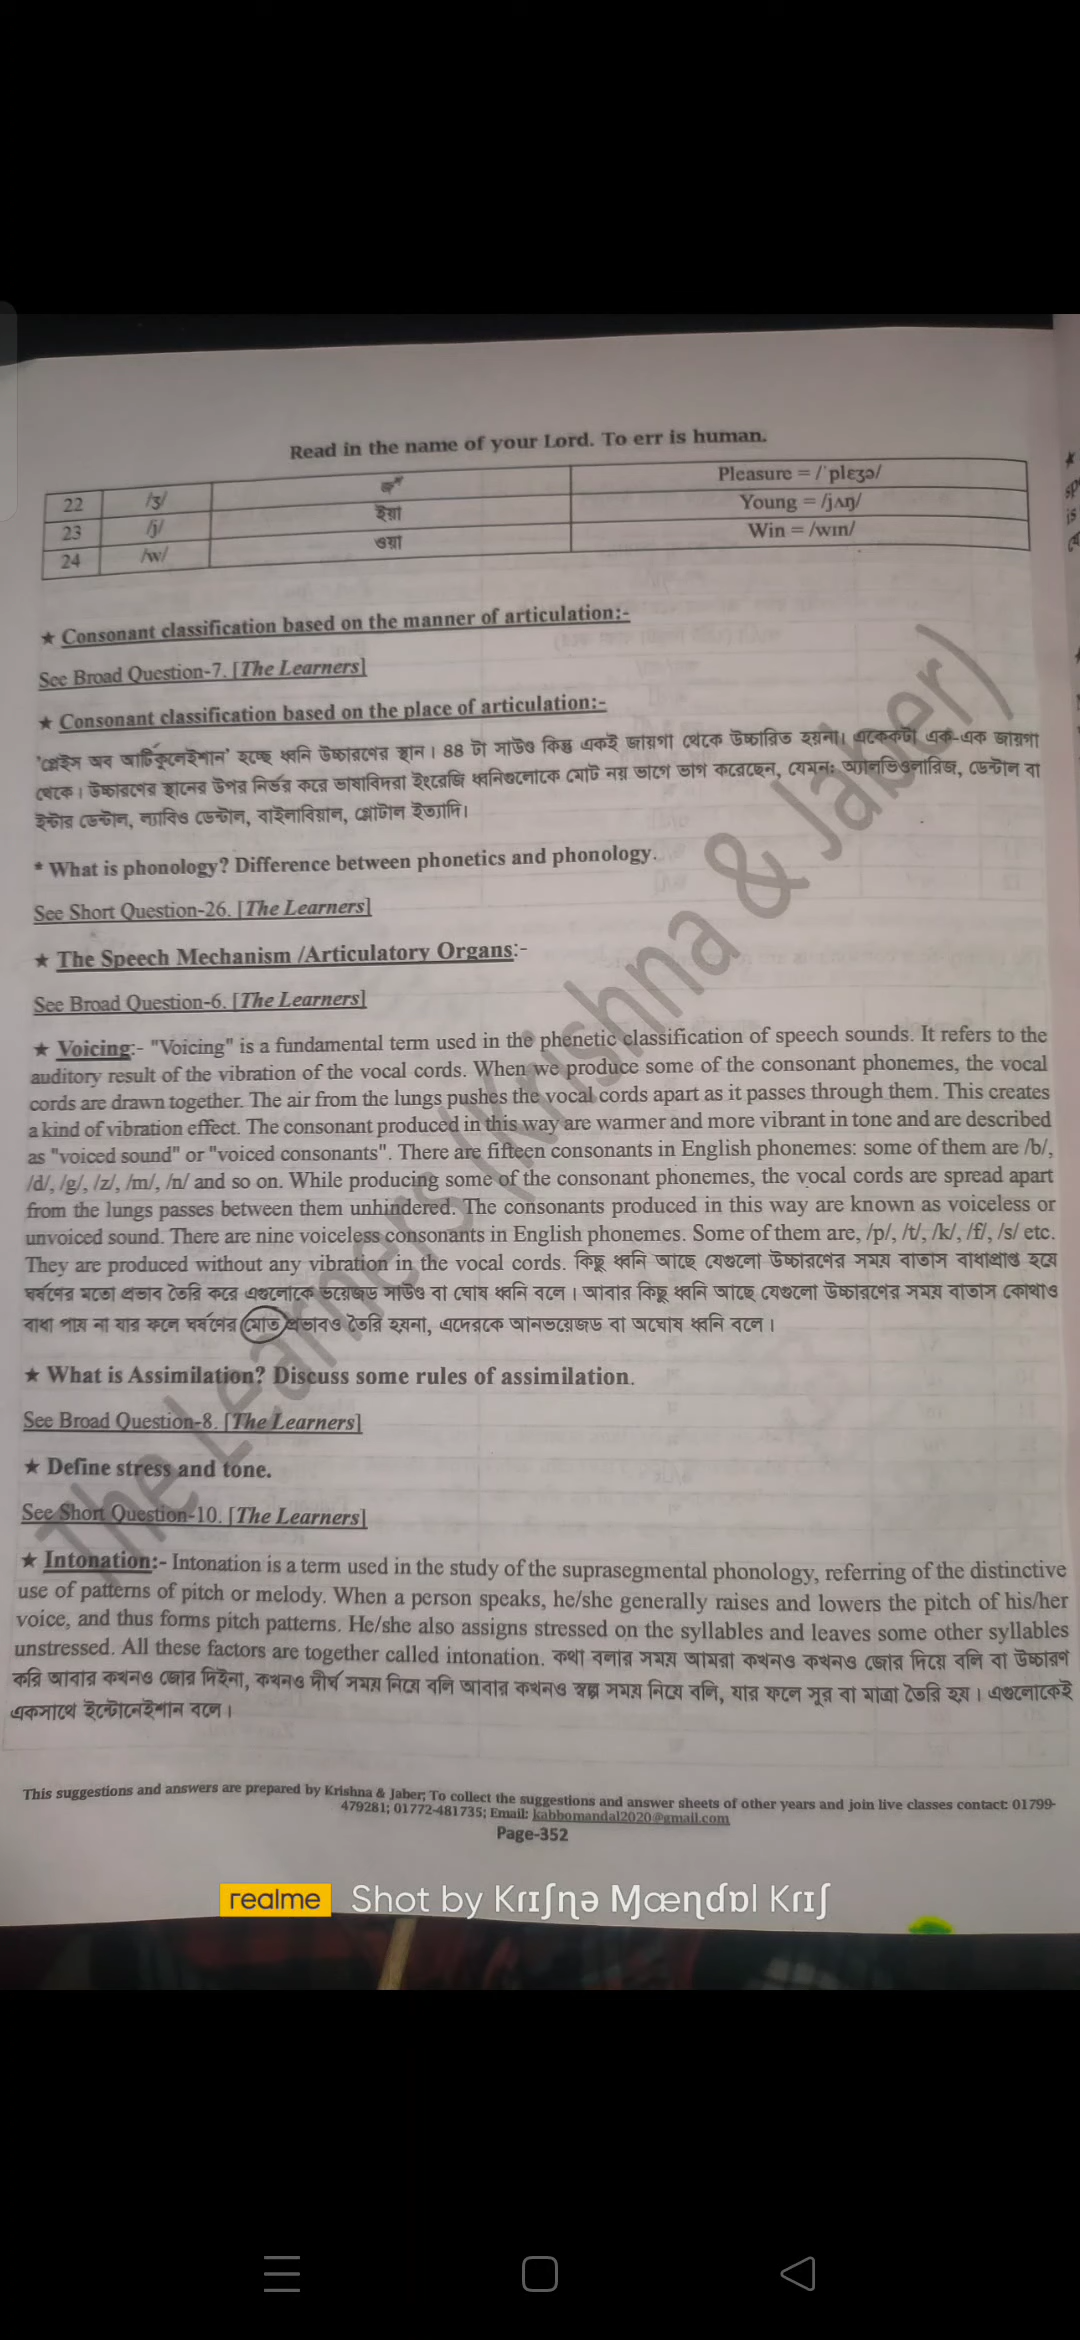 Read in the name of your Lord. To err is human.
22 /ʒ/ জ Pleasure = /ˈpleʒə/
23 /j/ ইয়া Young = /jʌŋ/
24 /w/ ওয়া Win = /wɪn/
★ Consonant classification based on the manner of articulation:-
See Broad Question-7. [The Learners]
★ Consonant classification based on the place of articulation:-
'প্লেইস অব আর্টিকুলেইশান' হচ্ছে ধ্বনি উচ্চারণের স্থান। 44 টা সাউণ্ড কিন্তু একই জায়গা থেকে উচ্চারিত হয়না। একেকটা এক-এক জায়গা
থেকে। উচ্চারণের স্থানের উপর নির্ভর করে ভাষাবিদরা ইংরেজি ধ্বনিগুলোকে মোট নয় ভাগে ভাগ করেছেন, যেমন: অ্যালভিওলারিজ, ডেন্টাল বা
ইন্টার ডেন্টাল, ল্যাবিও ডেন্টাল, বাইলাবিয়াল, গ্লোটাল ইত্যাদি।
* What is phonology? Difference between phonetics and phonology.
See Short Question-26. [The Learners]
★ The Speech Mechanism /Articulatory Organs:-
See Broad Question-6. [The Learners]
★ Voicing:- "Voicing" is a fundamental term used in the phenetic classification of speech sounds. It refers to the
auditory result of the vibration of the vocal cords. When we produce some of the consonant phonemes, the vocal
cords are drawn together. The air from the lungs pushes the vocal cords apart as it passes through them. This creates
a kind of vibration effect. The consonant produced in this way are warmer and more vibrant in tone and are described
as "voiced sound" or "voiced consonants". There are fifteen consonants in English phonemes: some of them are /b/,
/d/, /g/, /z/, /m/, /n/ and so on. While producing some of the consonant phonemes, the vocal cords are spread apart
from the lungs passes between them unhindered. The consonants produced in this way are known as voiceless or
unvoiced sound. There are nine voiceless consonants in English phonemes. Some of them are, /p/, /t/, /k/, /f/, /s/ etc.
They are produced without any vibration in the vocal cords. কিছু ধ্বনি আছে যেগুলো উচ্চারণের সময় বাতাস বাধাপ্রাপ্ত হয়ে
ঘর্ষণের মতো প্রভাব তৈরি করে এগুলোকে ভয়েজড সাউণ্ড বা ঘোষ ধ্বনি বলে। আবার কিছু ধ্বনি আছে যেগুলো উচ্চারণের সময় বাতাস কোথাও
বাধা পায় না যার ফলে ঘর্ষণের মোত প্রভাবও তৈরি হয়না, এদেরকে আনভয়েজড বা অঘোষ ধ্বনি বলে।
★ What is Assimilation? Discuss some rules of assimilation.
See Broad Question-8. [The Learners]
★ Define stress and tone.
See Short Question-10. [The Learners]
★ Intonation:- Intonation is a term used in the study of the suprasegmental phonology, referring of the distinctive
use of patterns of pitch or melody. When a person speaks, he/she generally raises and lowers the pitch of his/her
voice, and thus forms pitch patterns. He/she also assigns stressed on the syllables and leaves some other syllables
unstressed. All these factors are together called intonation. কথা বলার সময় আমরা কখনও কখনও জোর দিয়ে বলি বা উচ্চারণ
করি আবার কখনও জোর দিইনা, কখনও দীর্ঘ সময় নিয়ে বলি আবার কখনও স্বল্প সময় নিয়ে বলি, যার ফলে সূর বা মাত্রা তৈরি হয়। এগুলোকেই
একসাথে ইন্টোনেইশান বলে।
The Learners (Krishna & Jaber)
This suggestions and answers are prepared by Krishna & Jaber; To collect the suggestions and answer sheets of other years and join live classes contact: 01799-
479281; 01772-481735; Email: kabbomandal2020@gmail.com
Page-352
realme Shot by Krɪʃɳə Ɱæɳɗɒl Krɪʃ